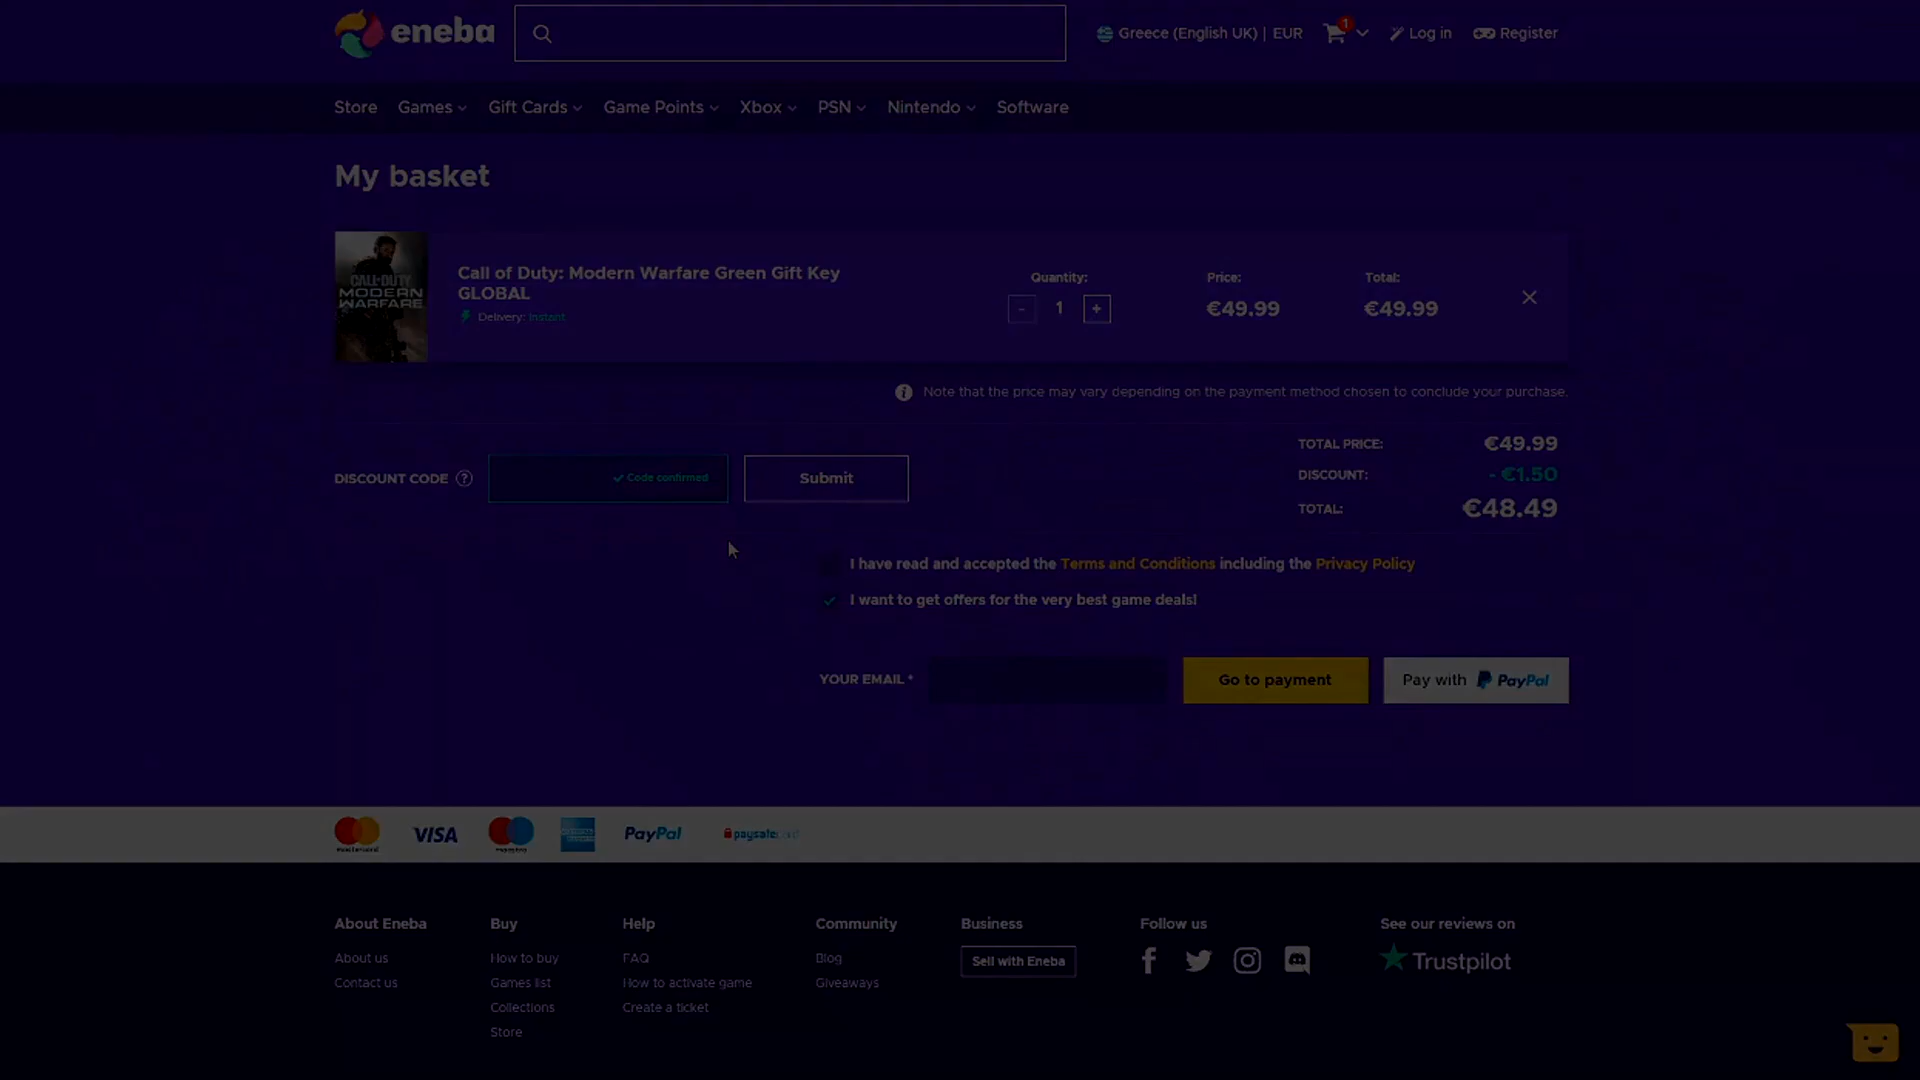 eneba
Greece (English UK) | EUR
1
Log in
Register
Store
Games
Gift Cards
Game Points
Xbox
PSN
Nintendo
Software
My basket
CALL OF DUTY
MODERN
WARFARE
Call of Duty: Modern Warfare Green Gift Key
GLOBAL
Delivery: Instant
Quantity:
- 1 +
Price:
€49.99
Total:
€49.99
Note that the price may vary depending on the payment method chosen to conclude your purchase.
DISCOUNT CODE ?
Code confirmed
Submit
TOTAL PRICE: €49.99
DISCOUNT: - €1.50
TOTAL: €48.49
I have read and accepted the Terms and Conditions including the Privacy Policy
I want to get offers for the very best game deals!
YOUR EMAIL *
Go to payment
Pay with PayPal
mastercard
VISA
maestro
AMERICAN EXPRESS
PayPal
paysafecard
About Eneba
About us
Contact us
Buy
How to buy
Games list
Collections
Store
Help
FAQ
How to activate game
Create a ticket
Community
Blog
Giveaways
Business
Sell with Eneba
Follow us
See our reviews on
Trustpilot